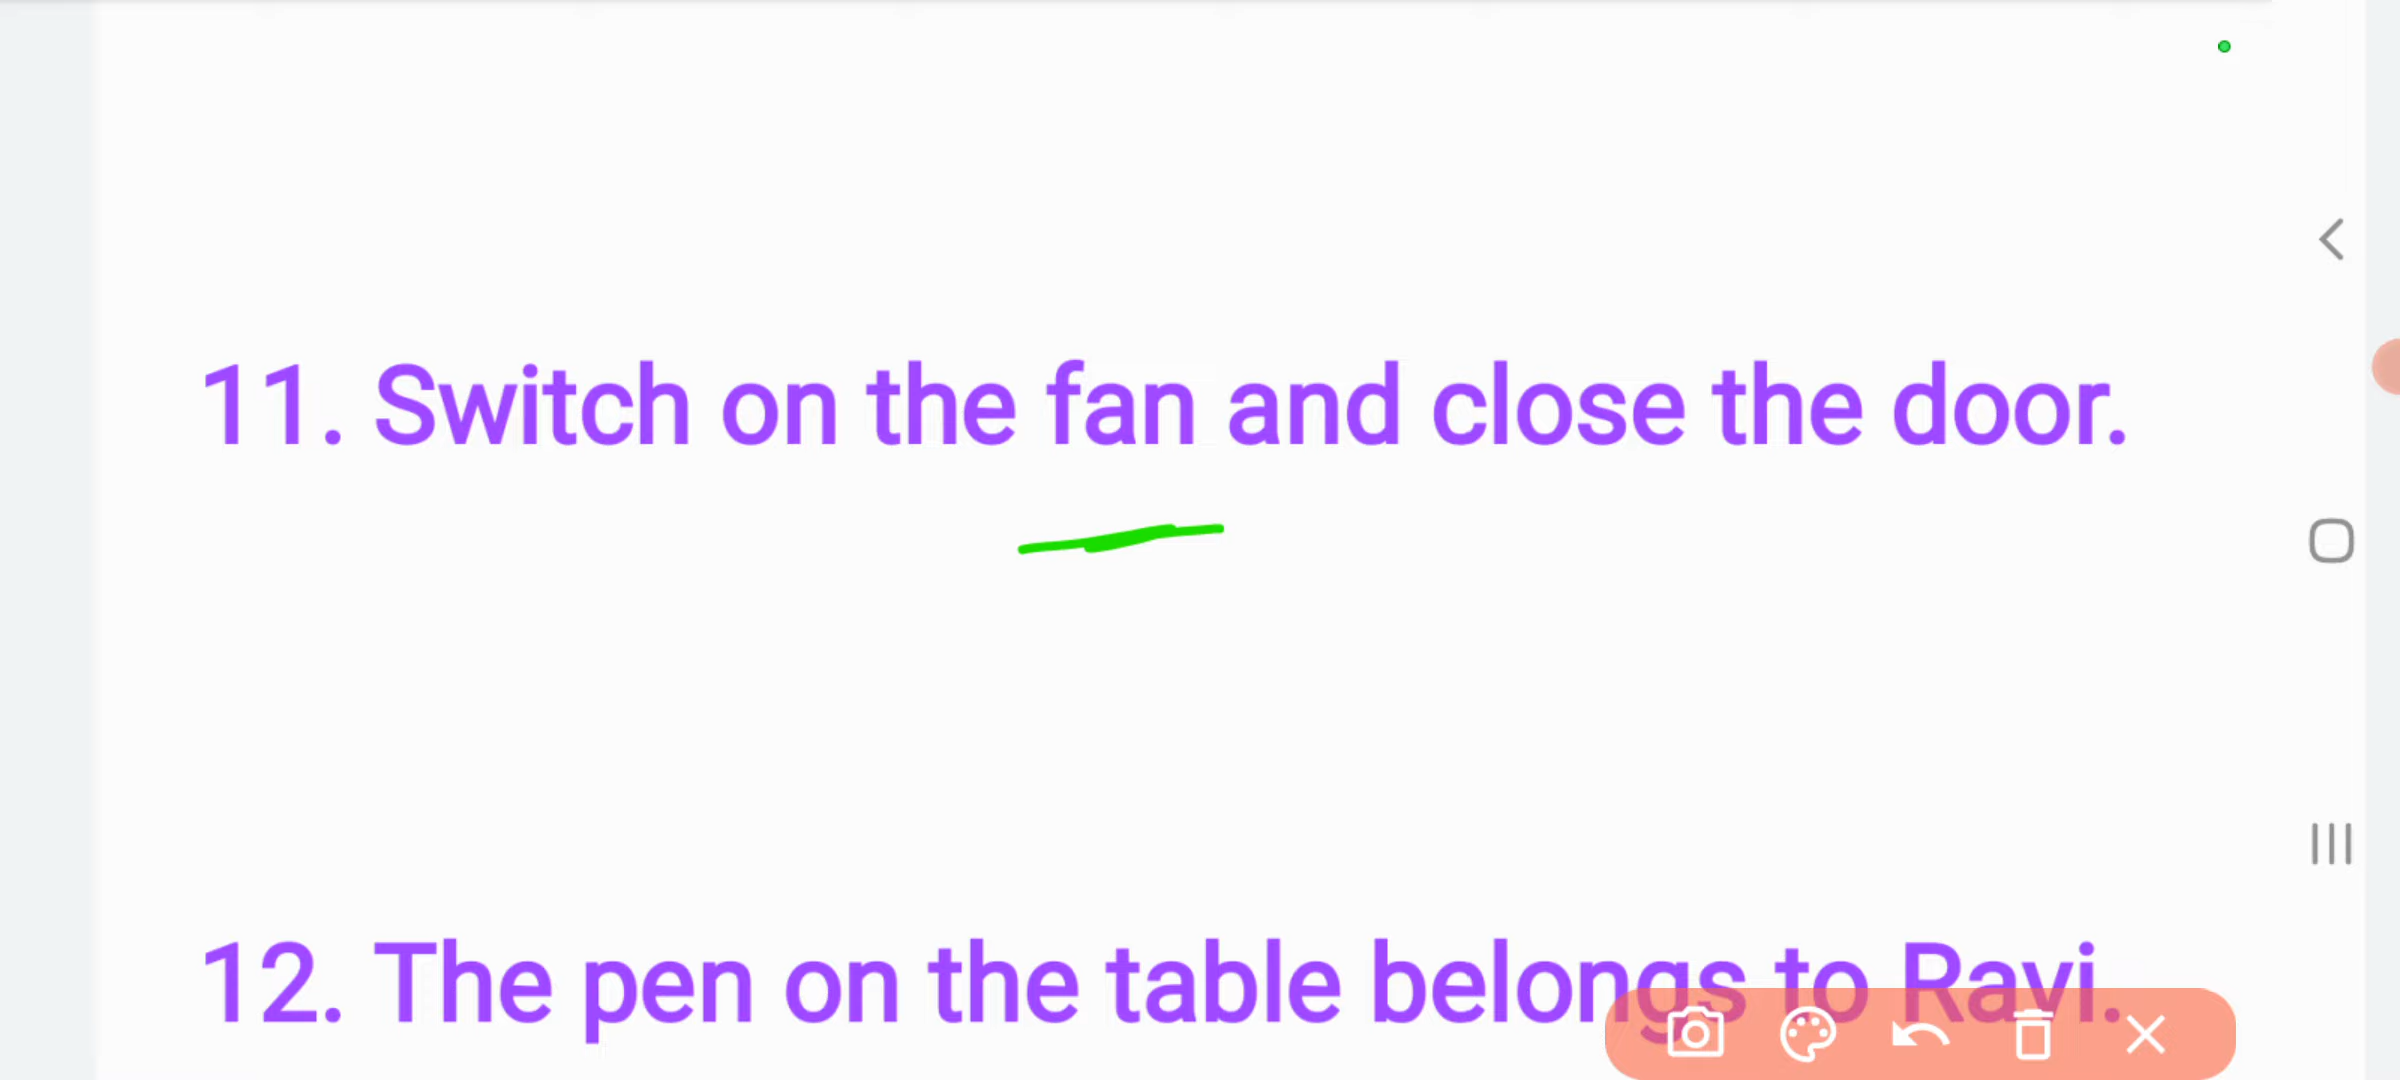 11. Switch on the fan and close the door.
12. The pen on the table belongs to Ravi.